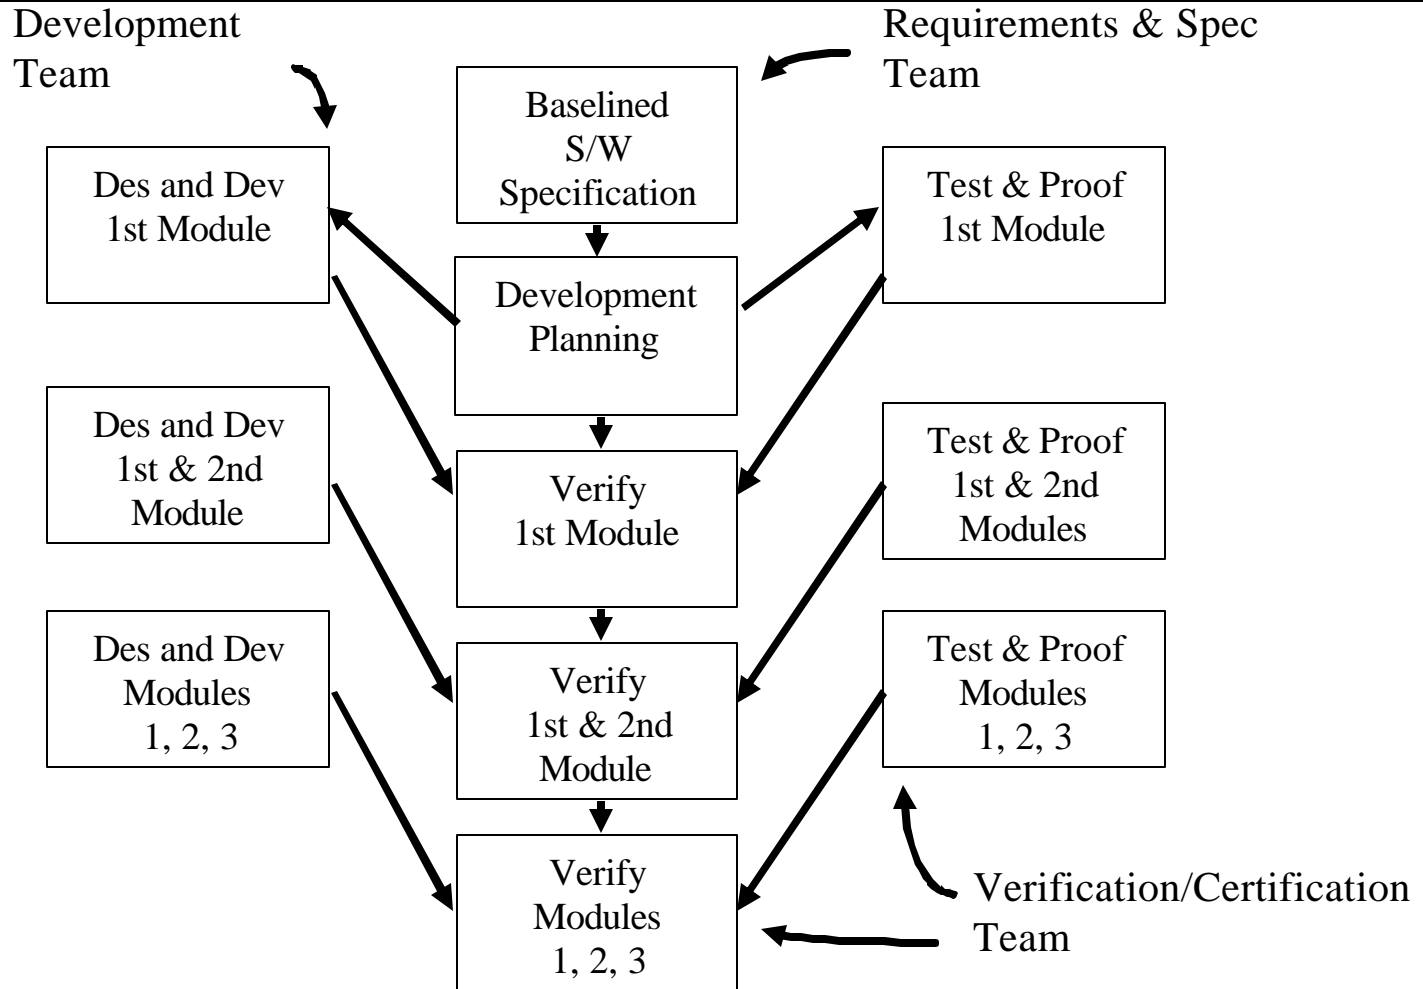 Development
Team
Requirements & Spec
Team
Baselined
S/W
Specification
Des and Dev
1st Module
Test & Proof
1st Module
Development
Planning
Des and Dev
1st & 2nd
Module
Verify
1st Module
Test & Proof
1st & 2nd
Modules
Des and Dev
Modules
1, 2, 3
Verify
1st & 2nd
Module
Test & Proof
Modules
1, 2, 3
Verify
Modules
1, 2, 3
Verification/Certification
Team